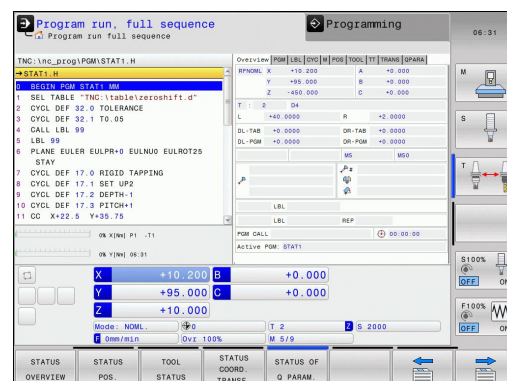 Program run, full sequence
Program run full sequence
Programming
06:31
TNC:\nc_prog\PGM\STAT1.H
→STAT1.H
0 BEGIN PGM STAT1 MM
1 SEL TABLE "TNC:\table\zeroshift.d"
2 CYCL DEF 32.0 TOLERANCE
3 CYCL DEF 32.1 T0.05
4 CALL LBL 99
5 LBL 99
6 PLANE EULER EULPR+0 EULNU0 EULROT25
STAY
7 CYCL DEF 17.0 RIGID TAPPING
8 CYCL DEF 17.1 SET UP2
9 CYCL DEF 17.2 DEPTH-1
10 CYCL DEF 17.3 PITCH+1
11 CC X+22.5 Y+35.75
Overview PGM LBL CYC M POS TOOL TT TRANS QPARA
RFNOML X +10.200 A +0.000
Y +95.000 B +0.000
Z -450.000 C +0.000
T : 2 D4
L +40.0000 R +2.0000
DL-TAB +0.0000 DR-TAB +0.0000
DL-PGM +0.0000 DR-PGM +0.0000
M5 M50
LBL
LBL REP
PGM CALL 00:00:00
Active PGM: STAT1
0% X[Nm] P1 -T1
0% Y[Nm] 06:31
X +10.200 B +0.000
Y +95.000 C +0.000
Z +10.000
Mode: NOML. 0 T 2 Z S 2000
F 0mm/min Ovr 100% M 5/9
M
S
T
S100%
OFF ON
F100%
OFF ON
STATUS
OVERVIEW
STATUS
POS.
TOOL
STATUS
STATUS
COORD.
TRANSF.
STATUS OF
Q PARAM.